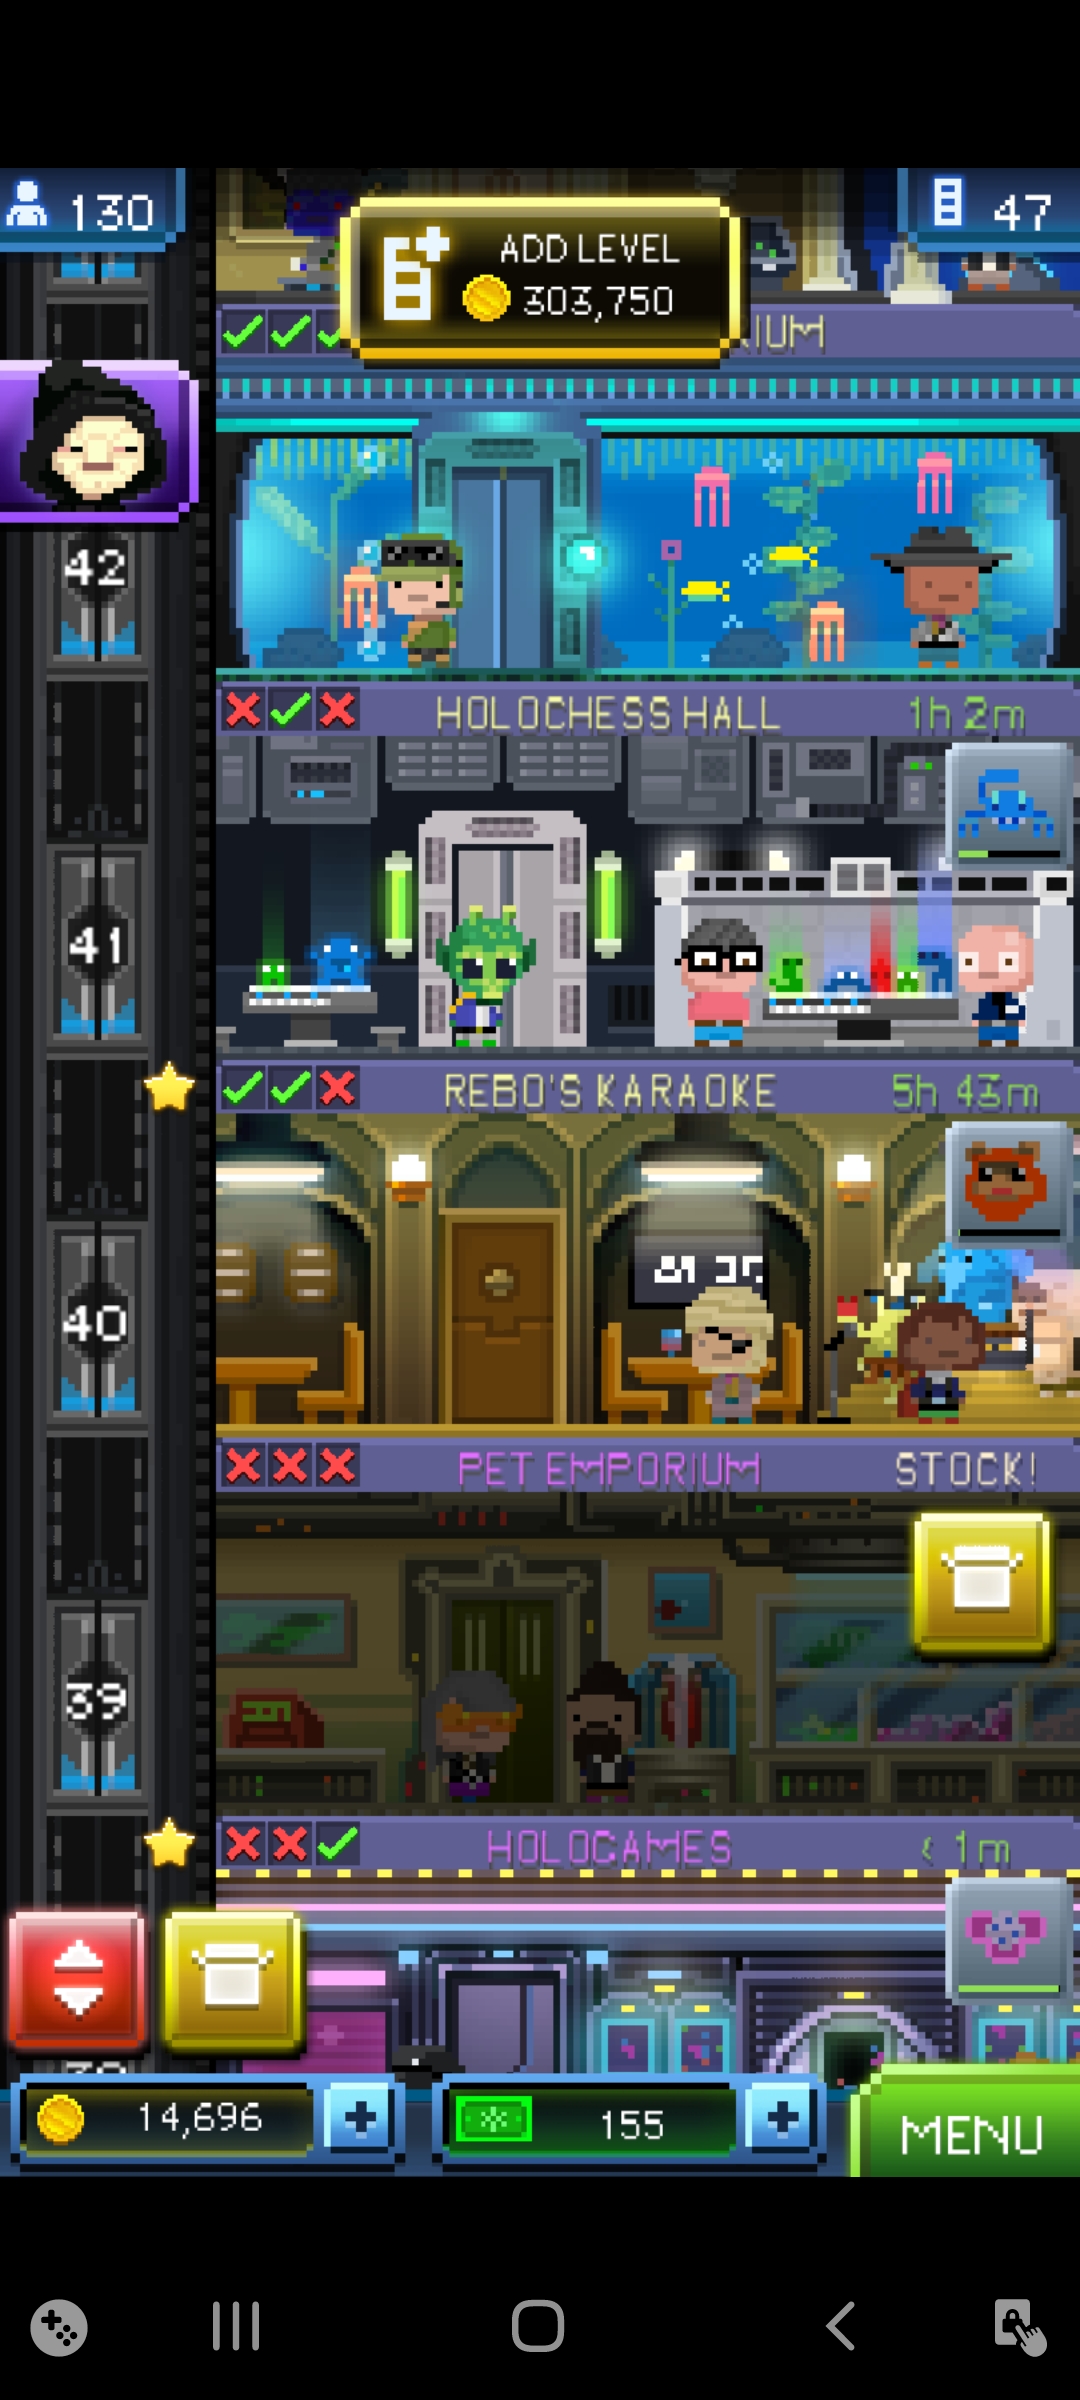 130
ADD LEVEL
303,750
47
RIUM
42
HOLOCHESS HALL
1h 2m
41
REBO'S KARAOKE
5h 43m
40
PET EMPORIUM
STOCK!
39
HOLOGAMES
< 1m
14,696
155
MENU